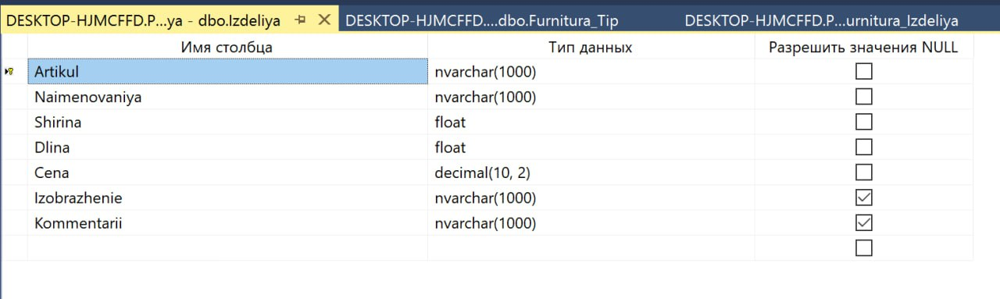 DESKTOP-HJMCFFD.P...ya - dbo.Izdeliya DESKTOP-HJMCFFD....dbo.Furnitura_Tip DESKTOP-HJMCFFD.P...urnitura_Izdeliya
Имя столбца Тип данных Разрешить значения NULL
Artikul nvarchar(1000)
Naimenovaniya nvarchar(1000)
Shirina float
Dlina float
Cena decimal(10, 2)
Izobrazhenie nvarchar(1000)
Kommentarii nvarchar(1000)